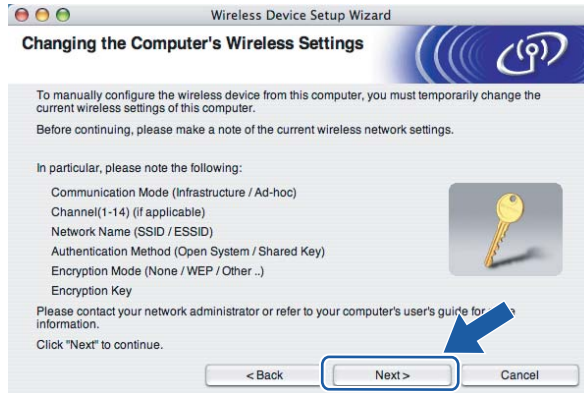 Wireless Device Setup Wizard
Changing the Computer's Wireless Settings
To manually configure the wireless device from this computer, you must temporarily change the
current wireless settings of this computer.
Before continuing, please make a note of the current wireless network settings.
In particular, please note the following:
Communication Mode (Infrastructure / Ad-hoc)
Channel(1-14) (if applicable)
Network Name (SSID / ESSID)
Authentication Method (Open System / Shared Key)
Encryption Mode (None / WEP / Other ..)
Encryption Key
Please contact your network administrator or refer to your computer's user's guide for
information.
Click "Next" to continue.
< Back Next > Cancel